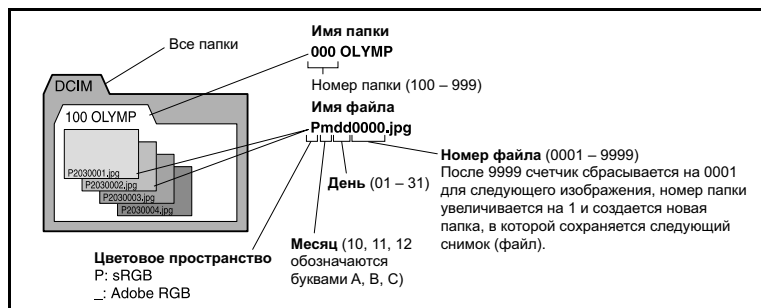 Все папки
Имя папки
000 OLYMP
Номер папки (100 – 999)
DCIM
100 OLYMP
P2030001.jpg
P2030002.jpg
P2030003.jpg
P2030004.jpg
Имя файла
Pmdd0000.jpg
Номер файла (0001 – 9999)
После 9999 счетчик сбрасывается на 0001
для следующего изображения, номер папки
увеличивается на 1 и создается новая
папка, в которой сохраняется следующий
снимок (файл).
День (01 – 31)
Месяц (10, 11, 12
обозначаются
буквами A, B, C)
Цветовое пространство
P: sRGB
_: Adobe RGB